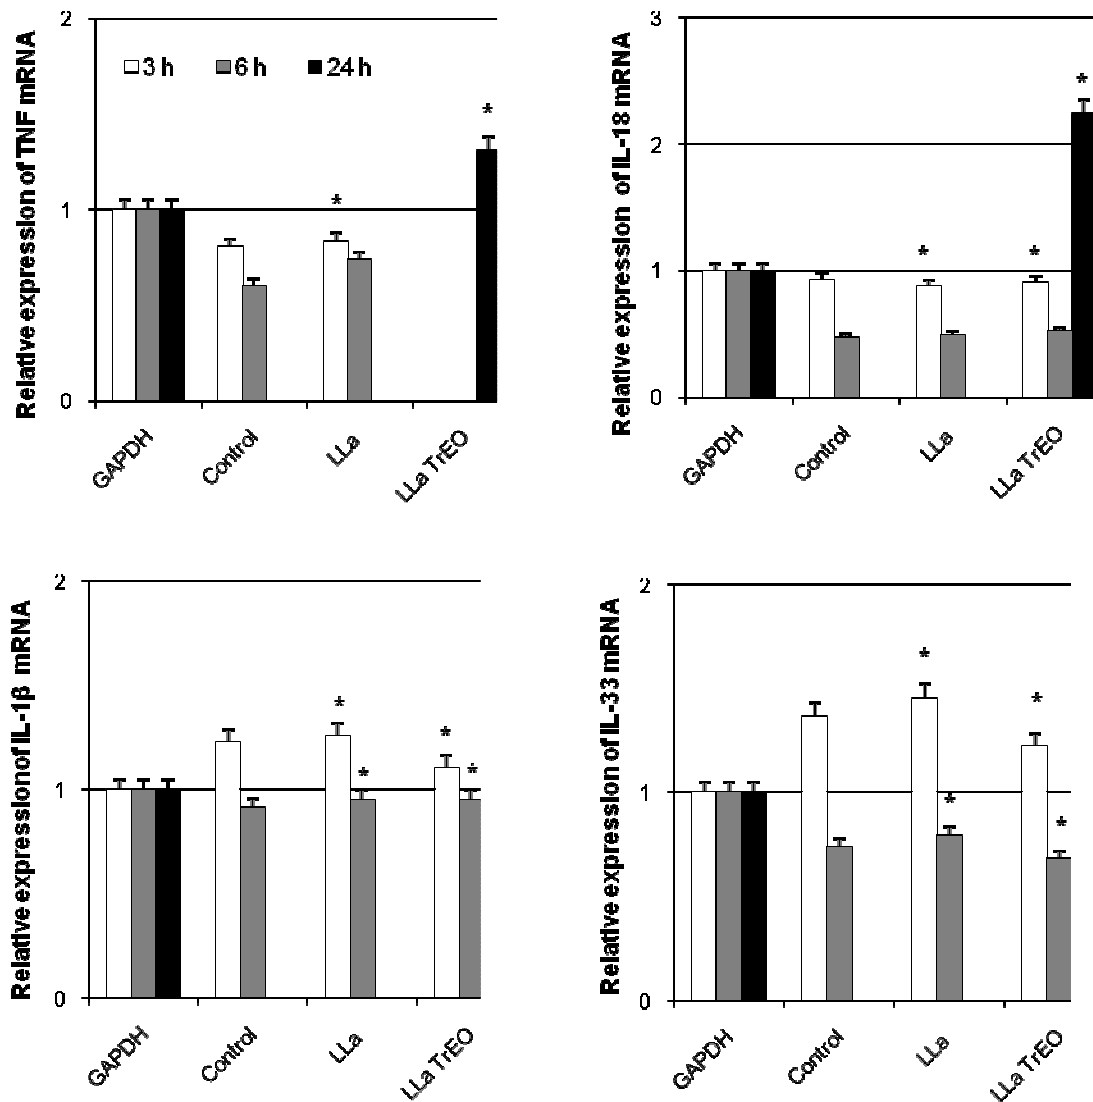 Relative expression of TNF mRNA
2
1
0
3 h 6 h 24 h
*
*
GAPDH
Control
LLa
LLa TrEO
Relative expression of IL-18 mRNA
3
2
1
0
*
*
*
GAPDH
Control
LLa
LLa TrEO
Relative expression of IL-1β mRNA
2
1
0
*
*
*
*
GAPDH
Control
LLa
LLa TrEO
Relative expression of IL-33 mRNA
2
1
0
*
*
*
*
GAPDH
Control
LLa
LLa TrEO